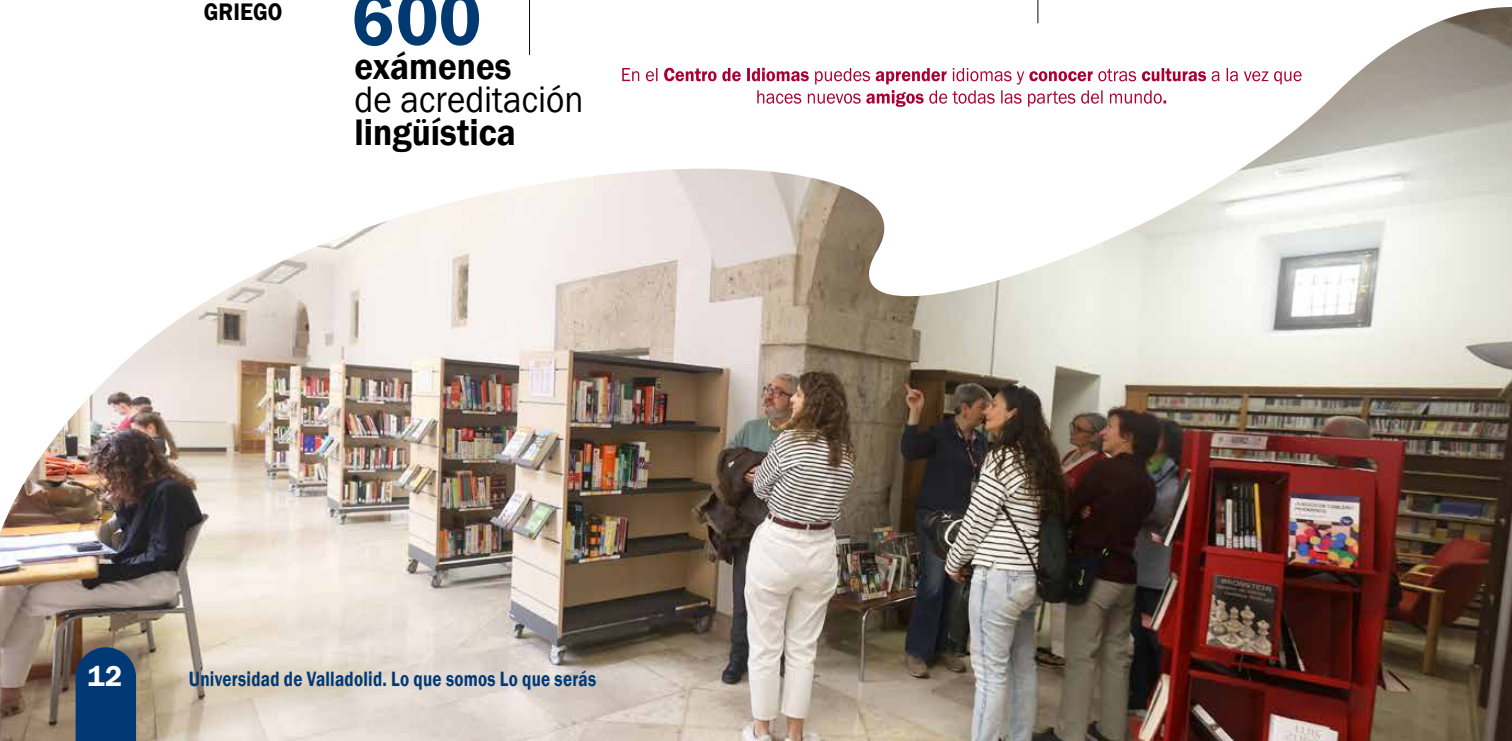 GRIEGO
600
exámenes
de acreditación
lingüística
En el Centro de Idiomas puedes aprender idiomas y conocer otras culturas a la vez que
haces nuevos amigos de todas las partes del mundo.
BRONSTEIN
12
Universidad de Valladolid. Lo que somos Lo que serás